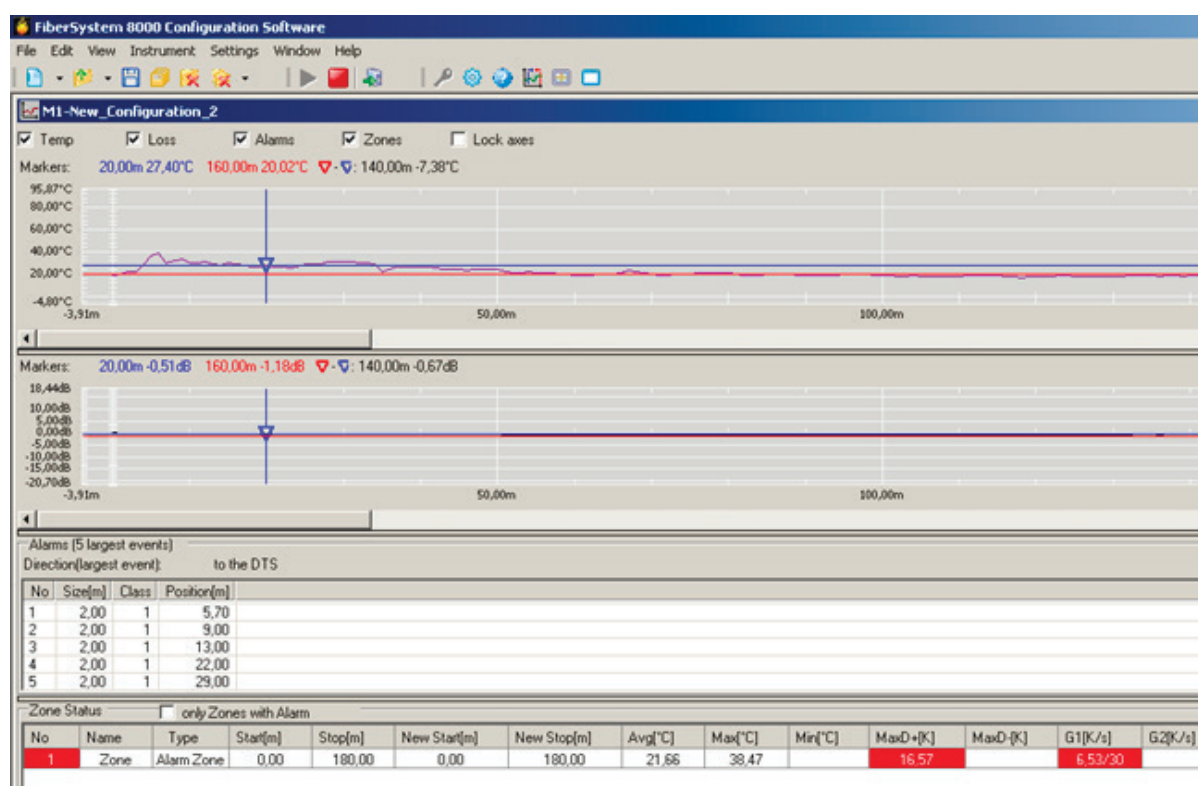 FiberSystem 8000 Configuration Software
File Edit View Instrument Settings Window Help
M1-New_Configuration_2
Temp Loss Alarms Zones Lock axes
Markers: 20,00m 27,40°C 160,00m 20,02°C - : 140,00m -7,38°C
95,87°C
80,00°C
60,00°C
40,00°C
20,00°C
-4,80°C
-3,91m 50,00m 100,00m
Markers: 20,00m -0,51dB 160,00m -1,18dB - : 140,00m -0,67dB
18,44dB
10,00dB
5,00dB
0,00dB
-5,00dB
-10,00dB
-15,00dB
-20,70dB
-3,91m 50,00m 100,00m
Alarms (5 largest events)
Direction(largest event): to the DTS
No Size[m] Class Position[m]
1 2,00 1 5,70
2 2,00 1 9,00
3 2,00 1 13,00
4 2,00 1 22,00
5 2,00 1 29,00
Zone Status only Zones with Alarm
No Name Type Start[m] Stop[m] New Start[m] New Stop[m] Avg[°C] Max[°C] Min[°C] MaxD+[K] MaxD-[K] G1[K/s] G2[K/s]
1 Zone Alarm Zone 0,00 180,00 0,00 180,00 21,66 38,47 16,57 6,53/30